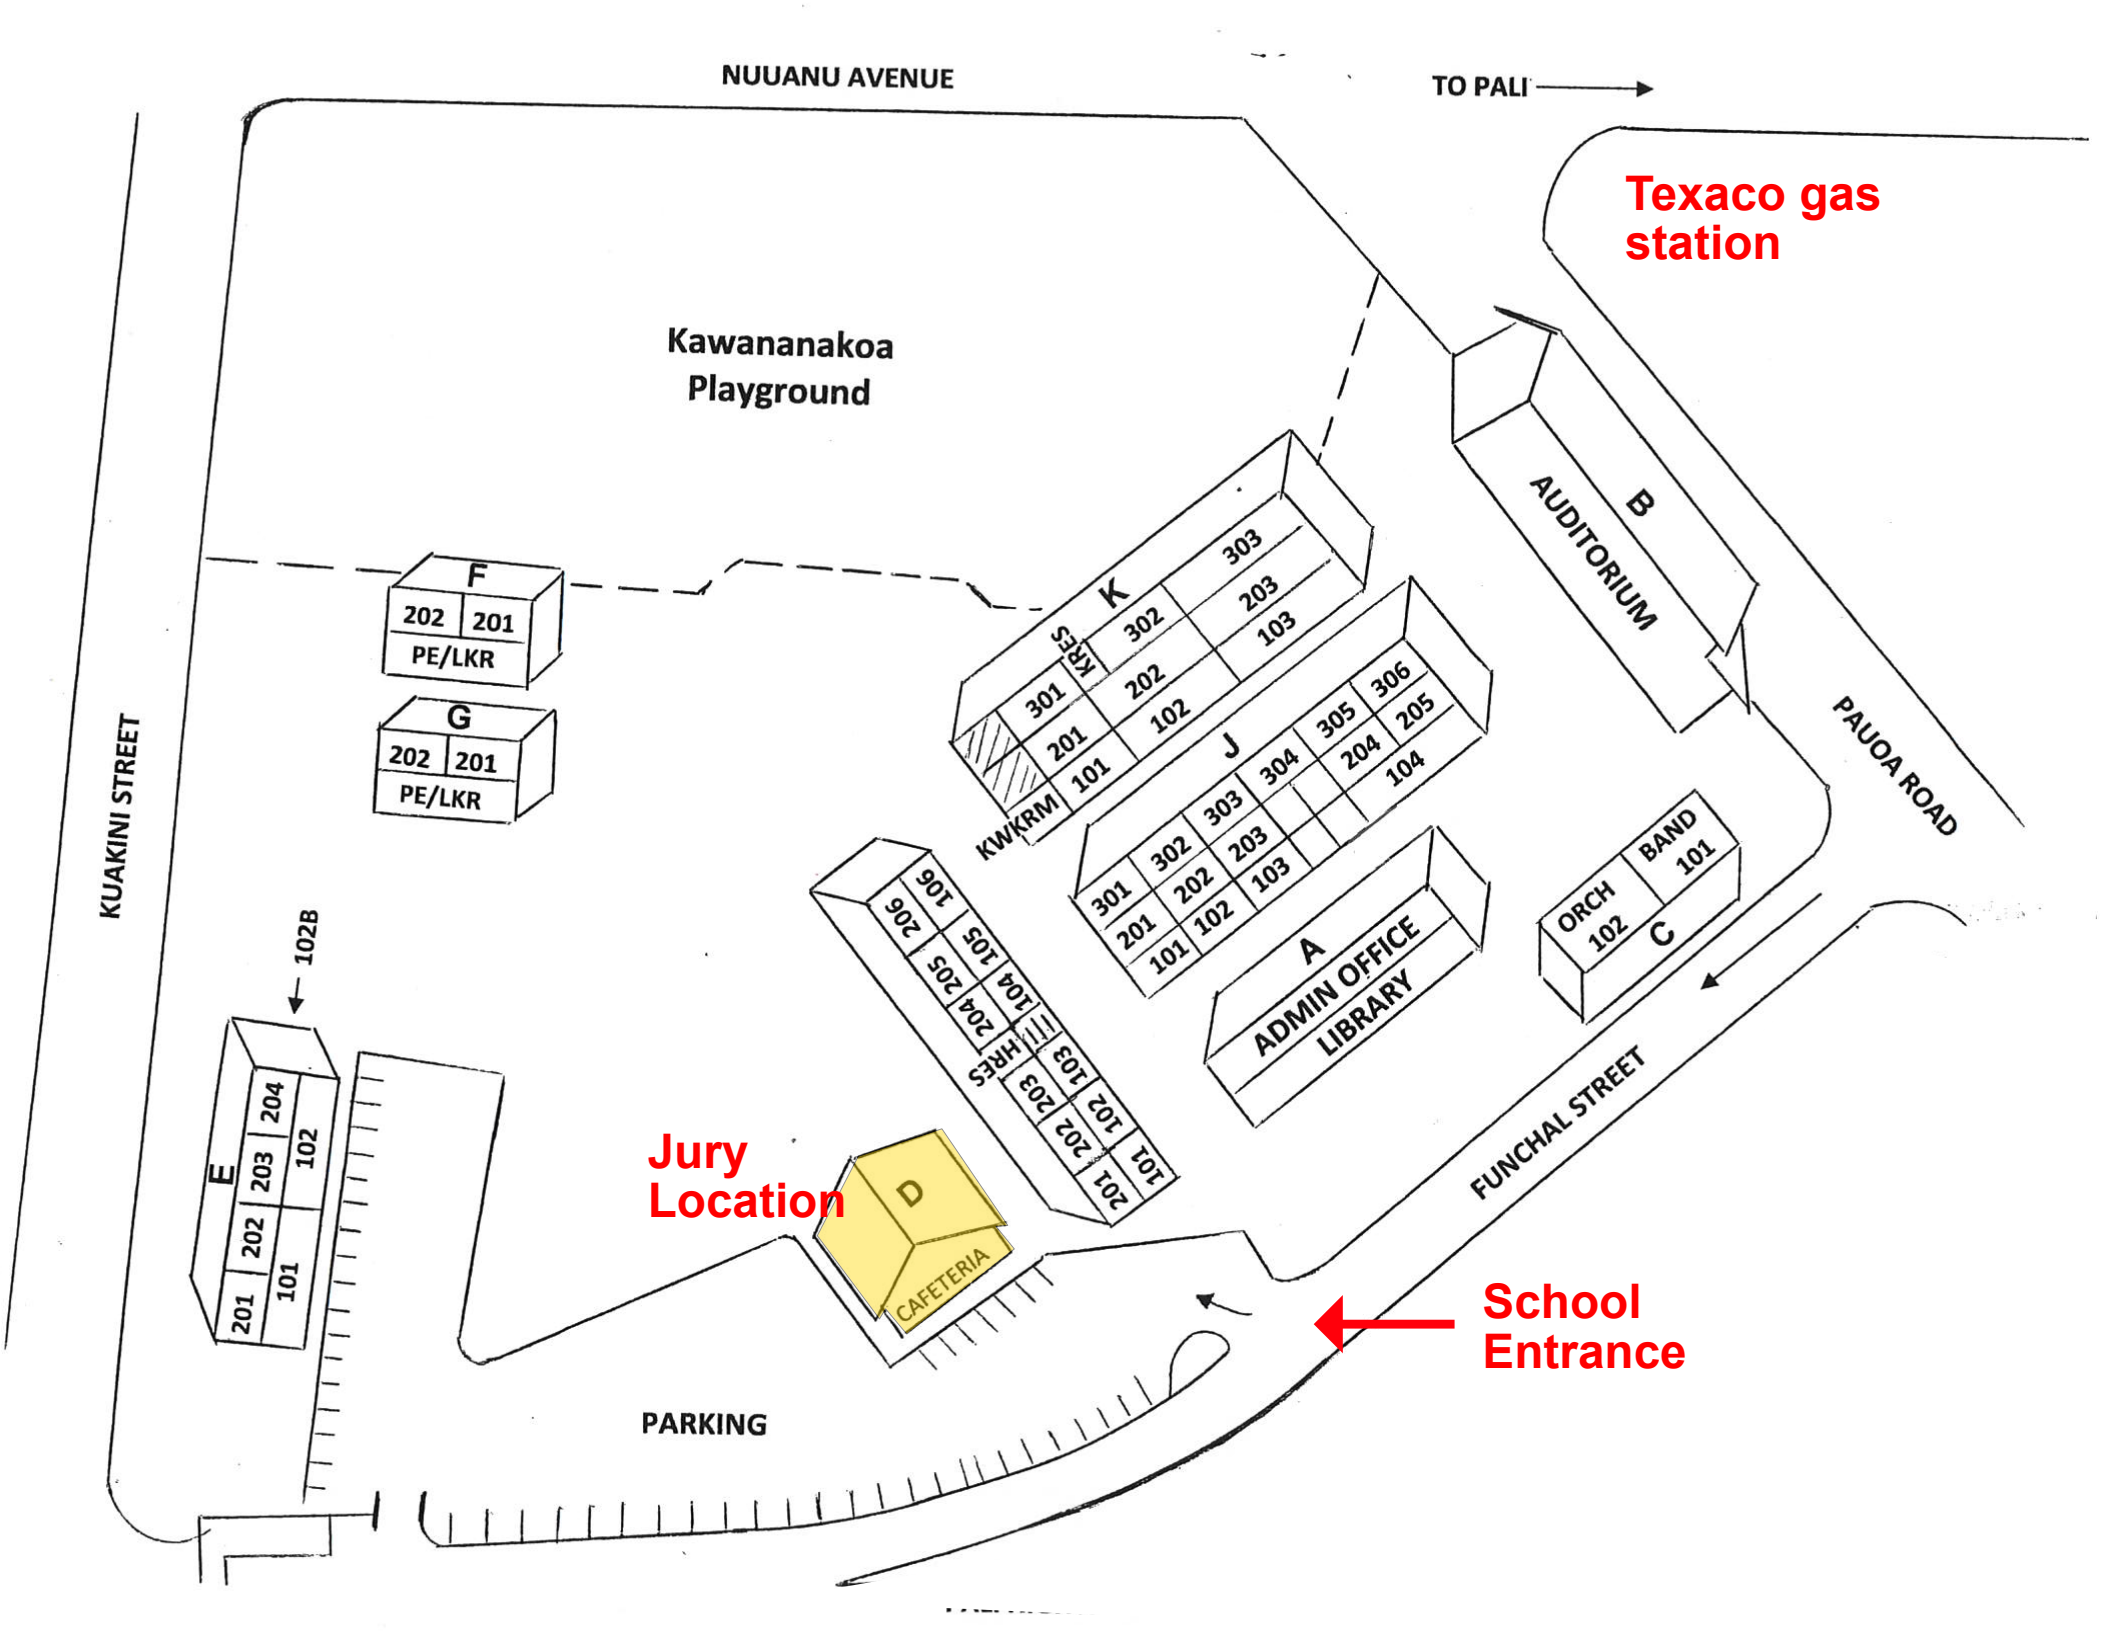 NUUANU AVENUE
TO PALI
Texaco gas
station
Kawananakoa
Playground
KUAKINI STREET
PAUOA ROAD
FUNCHAL STREET
B
AUDITORIUM
F
202 201
PE/LKR
G
202 201
PE/LKR
K
301 KRES 302 303
201 202 203
KWKRM 101 102 103
J
301 302 303 304 305 306
201 202 203 204 205
101 102 103 104
A
ADMIN OFFICE
LIBRARY
ORCH
102
BAND
101
C
106 105 104 103 102 101
206 205 204 HRES 203 202 201
102B
E
204 203 202 201
102 101
Jury
Location
D
CAFETERIA
School
Entrance
PARKING